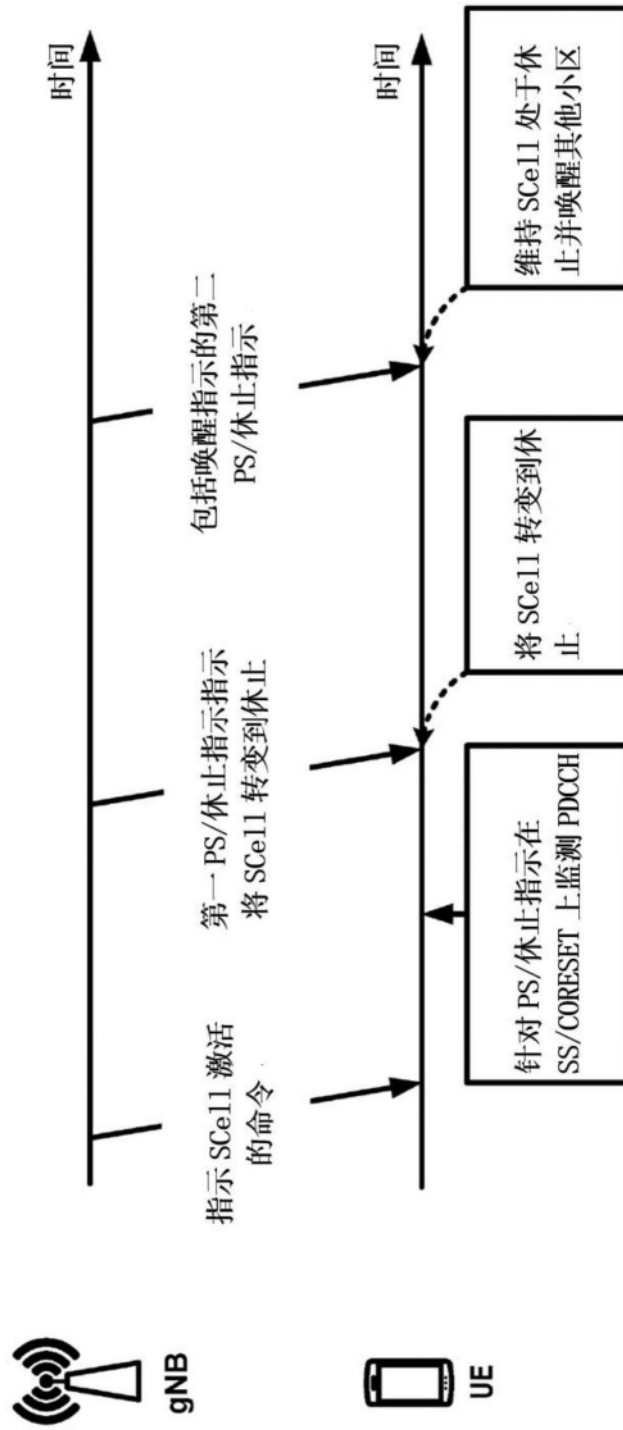 gNB
时间
指示 SCell 激活
的命令
第一 PS/休止指示指示
将 SCell 转变到休止
包括唤醒指示的第二
PS/休止指示
UE
时间
针对 PS/休止指示在
SS/CORESET 上监测 PDCCH
将 SCell 转变到休
止
维持 SCell 处于休
止并唤醒其他小区